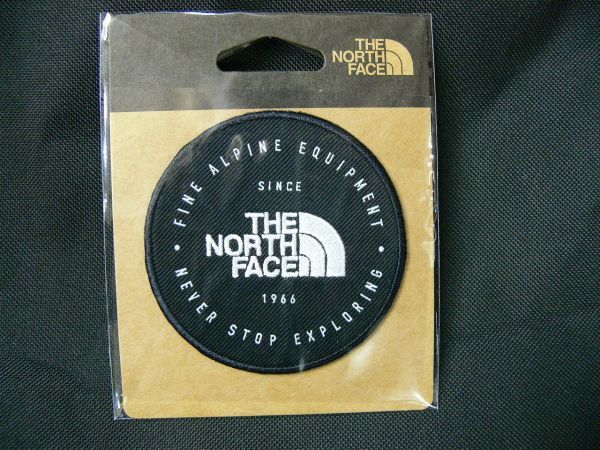 THE
NORTH
FACE
FINE ALPINE EQUIPMENT
SINCE
THE
NORTH
FACE
1966
NEVER STOP EXPLORING